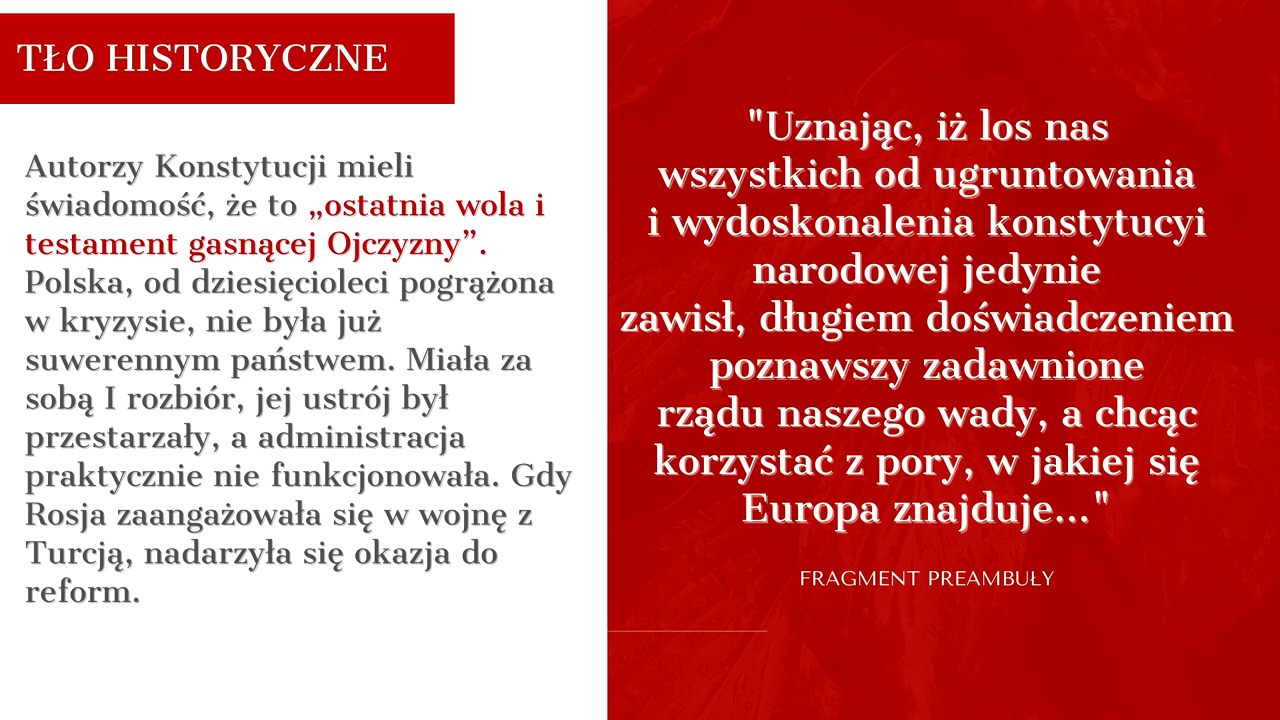 TŁO HISTORYCZNE
Autorzy Konstytucji mieli
świadomość, że to „ostatnia wola i
testament gasnącej Ojczyzny”.
Polska, od dziesięcioleci pogrążona
w kryzysie, nie była już
suwerennym państwem. Miała za
sobą I rozbiór, jej ustrój był
przestarzały, a administracja
praktycznie nie funkcjonowała. Gdy
Rosja zaangażowała się w wojnę z
Turcją, nadarzyła się okazja do
reform.
"Uznając, iż los nas
wszystkich od ugruntowania
i wydoskonalenia konstytucyi
narodowej jedynie
zawisł, długiem doświadczeniem
poznawszy zadawnione
rządu naszego wady, a chcąc
korzystać z pory, w jakiej się
Europa znajduje..."
FRAGMENT PREAMBUŁY